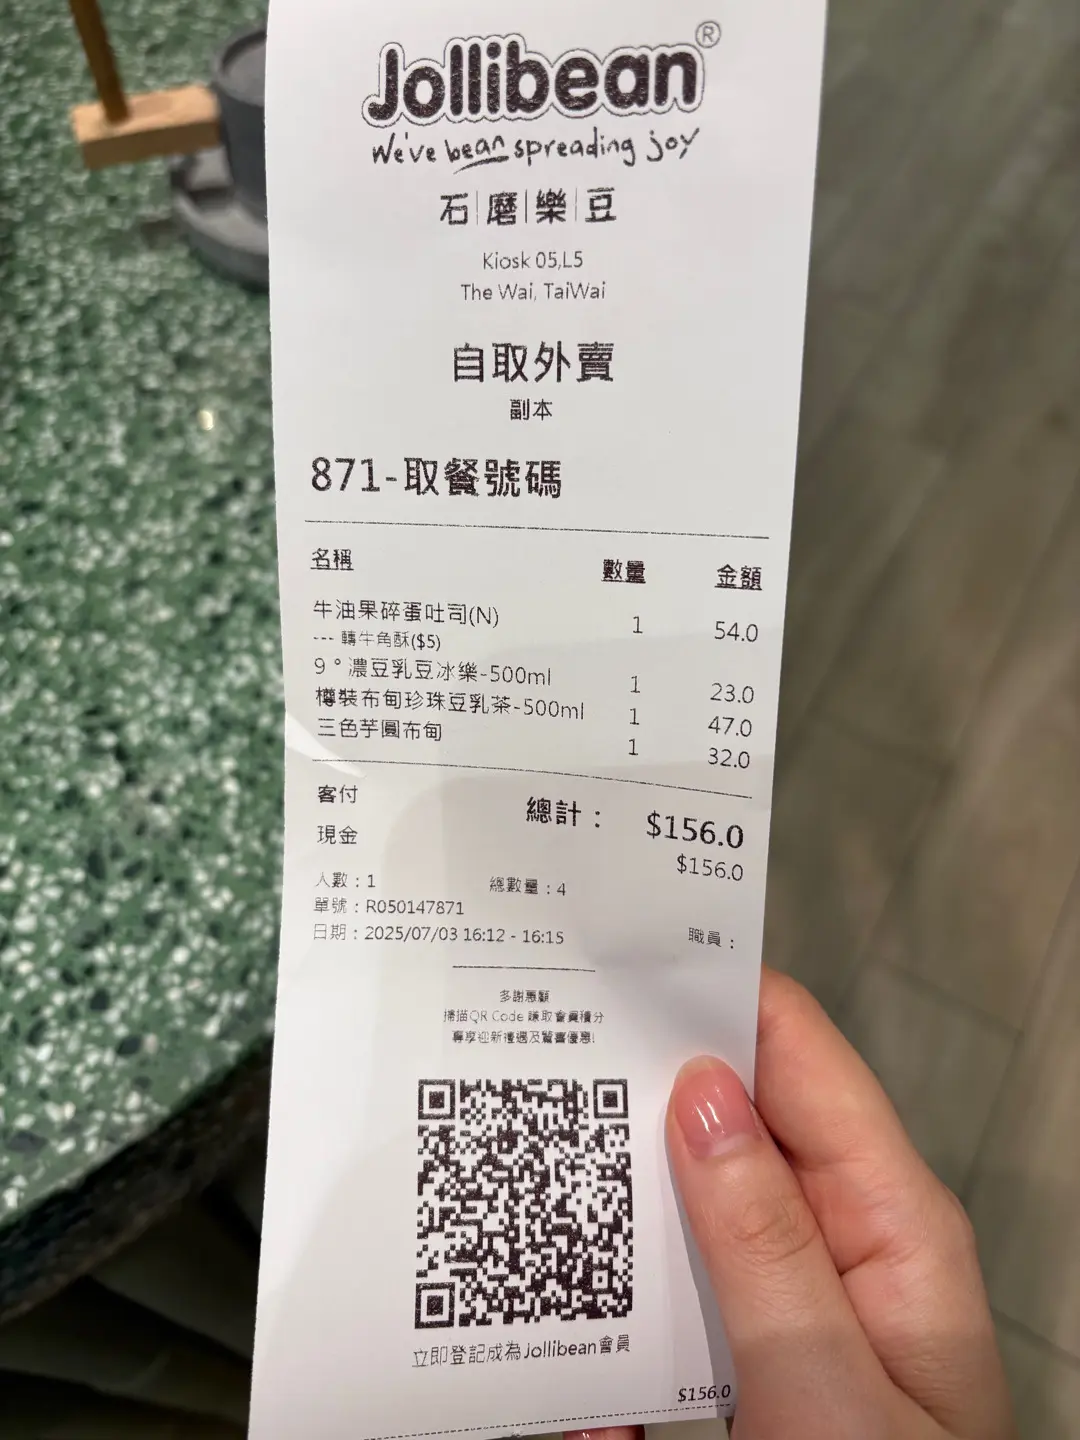 Jollibean®
We've bean spreading joy
石|磨|樂|豆
Kiosk 05,L5
The Wai, TaiWai
自取外賣
副本
871-取餐號碼
名稱 數量 金額
牛油果碎蛋吐司(N) 1 54.0
--- 轉牛角酥($5)
9°濃豆乳豆冰樂-500ml 1 23.0
樽裝布甸珍珠豆乳茶-500ml 1 47.0
三色芋圓布甸 1 32.0
總計: $156.0
客付
現金 $156.0
人數:1 總數量:4
單號:R050147871
日期:2025/07/03 16:12 - 16:15 職員:
多謝惠顧
掃描QR Code 賺取會員積分
專享迎新禮遇及驚喜優惠!
立即登記成為Jollibean會員
$156.0